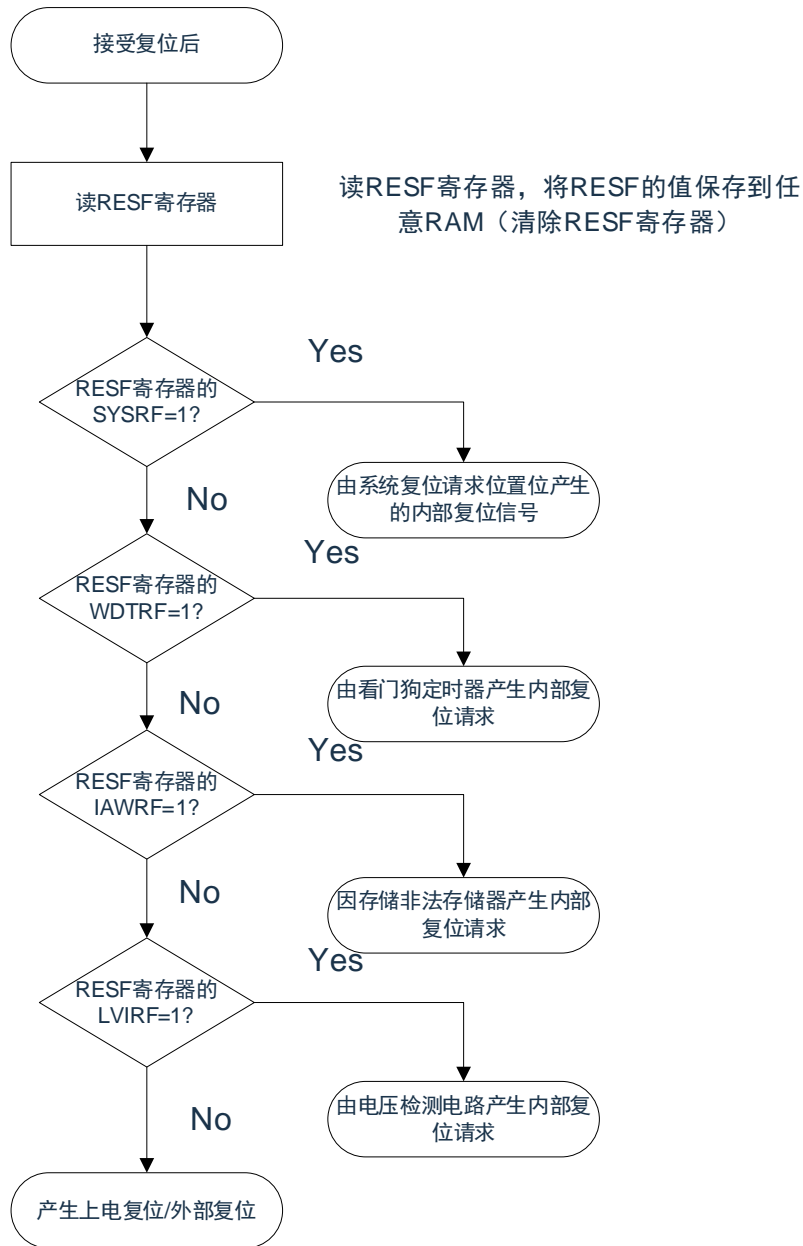 接受复位后
读RESF寄存器
读RESF寄存器，将RESF的值保存到任
意RAM（清除RESF寄存器）
RESF寄存器的
SYSRF=1?
Yes
由系统复位请求位置位产生
的内部复位信号
No
RESF寄存器的
WDTRF=1?
Yes
由看门狗定时器产生内部复
位请求
No
RESF寄存器的
IAWRF=1?
Yes
因存储非法存储器产生内部
复位请求
No
RESF寄存器的
LVIRF=1?
Yes
由电压检测电路产生内部复
位请求
No
产生上电复位/外部复位